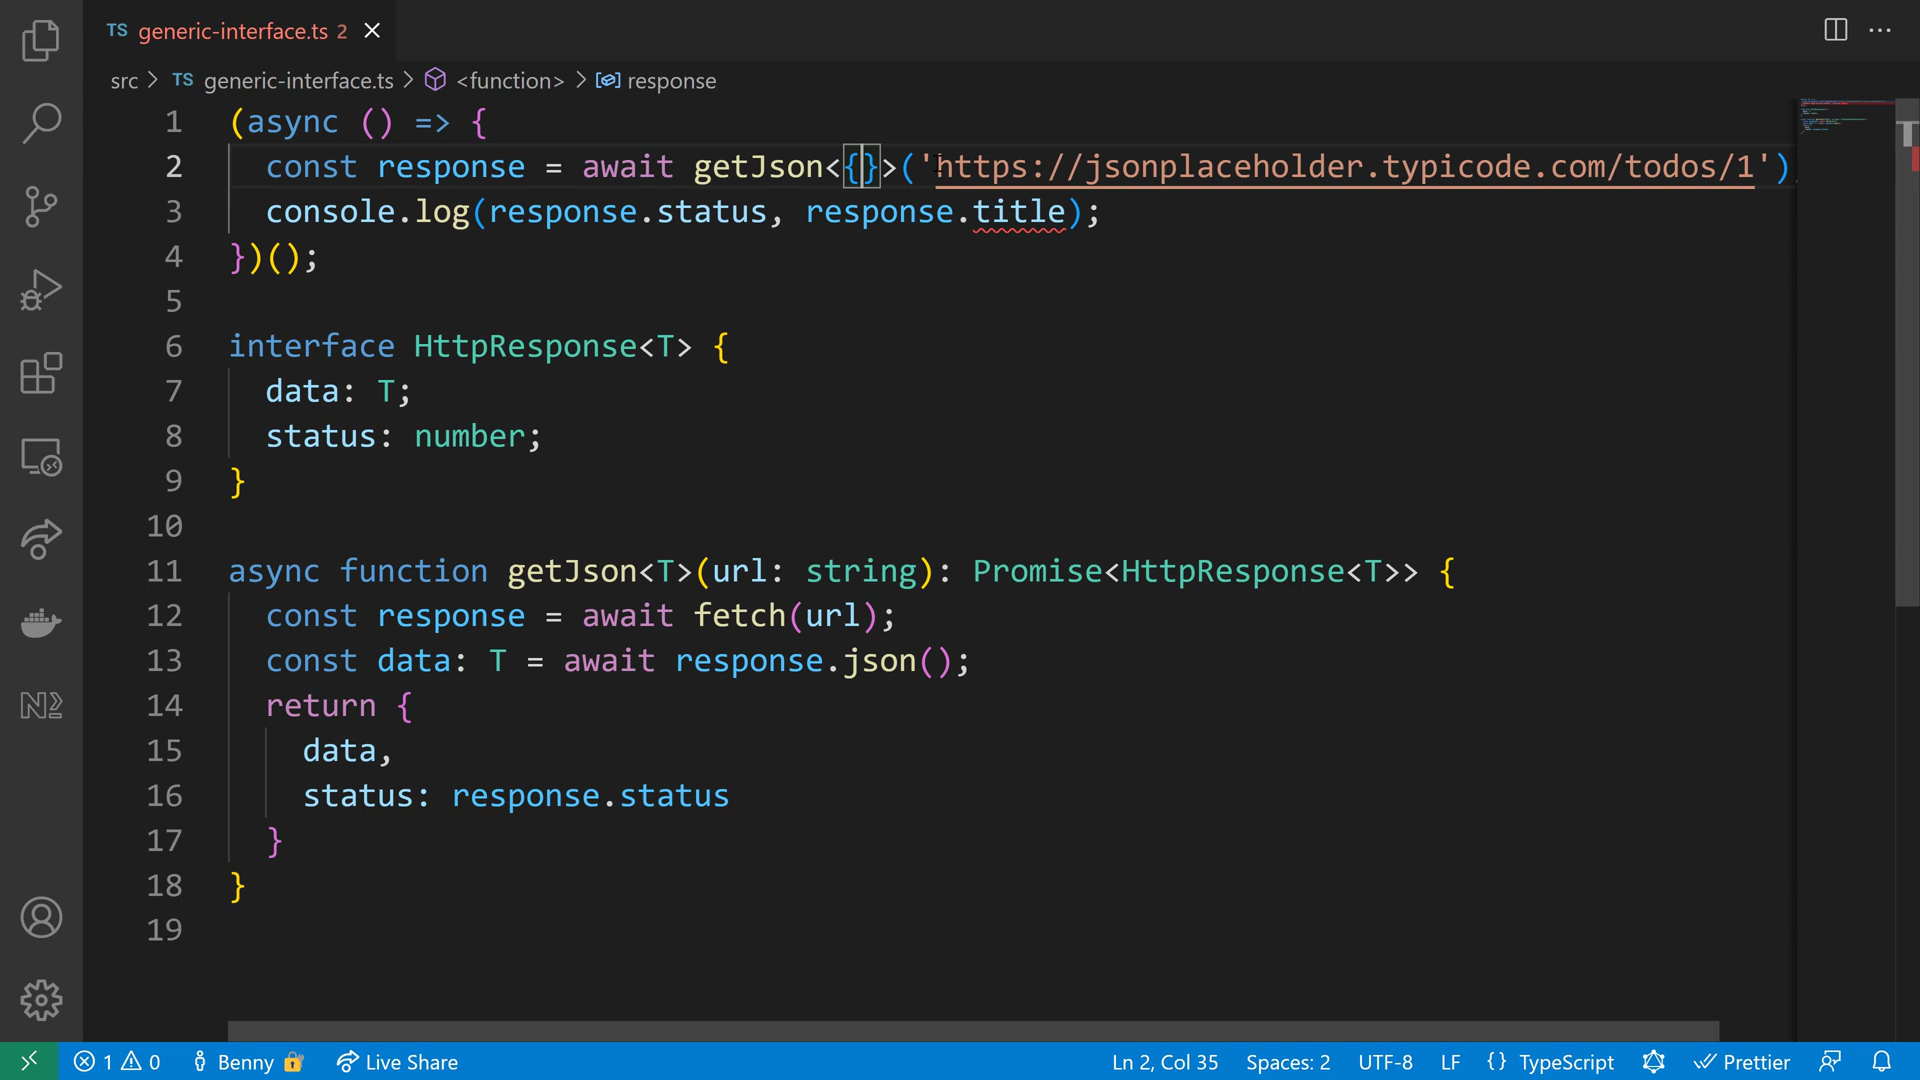 TS generic-interface.ts 2
src > TS generic-interface.ts > <function> > response
1 (async () => {
2   const response = await getJson<{}>('https://jsonplaceholder.typicode.com/todos/1')
3   console.log(response.status, response.title);
4 })();
5
6 interface HttpResponse<T> {
7   data: T;
8   status: number;
9 }
10
11 async function getJson<T>(url: string): Promise<HttpResponse<T>> {
12   const response = await fetch(url);
13   const data: T = await response.json();
14   return {
15     data,
16     status: response.status
17   }
18 }
19
1 0 Benny Live Share Ln 2, Col 35 Spaces: 2 UTF-8 LF {} TypeScript Prettier